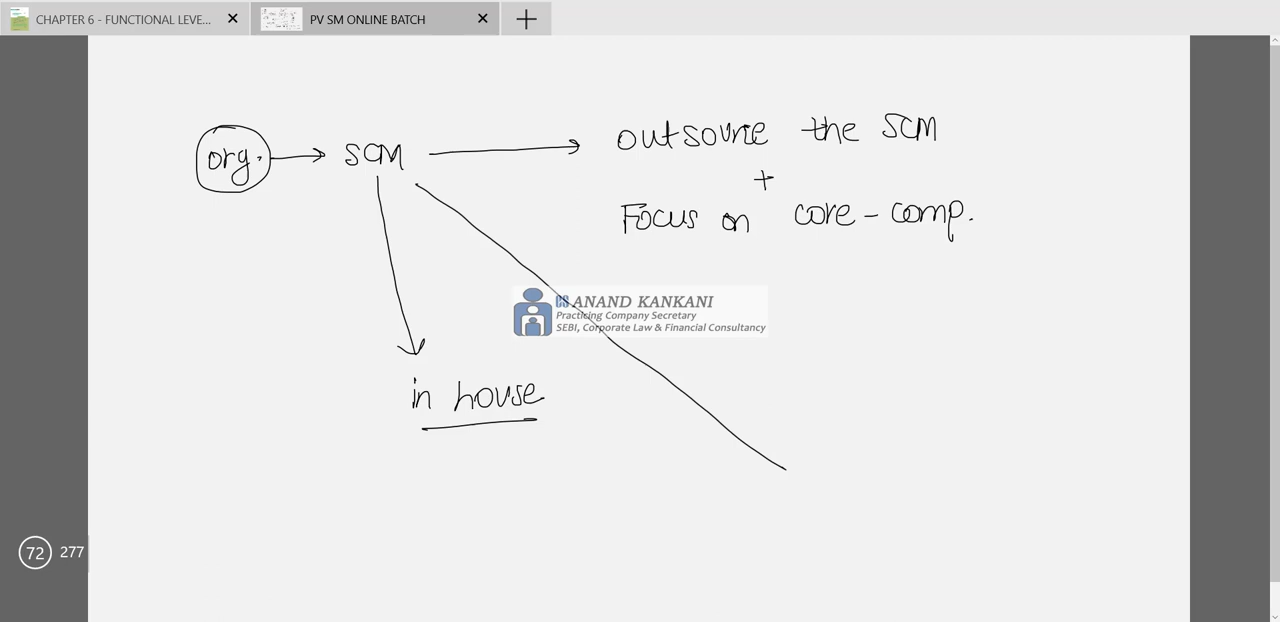 CHAPTER 6 - FUNCTIONAL LEVE...
PV SM ONLINE BATCH
org. → SCM → outsource the SCM
+
Focus on core - comp.
CS ANAND KANKANI
Practicing Company Secretary
SEBI, Corporate Law & Financial Consultancy
in house
72 277